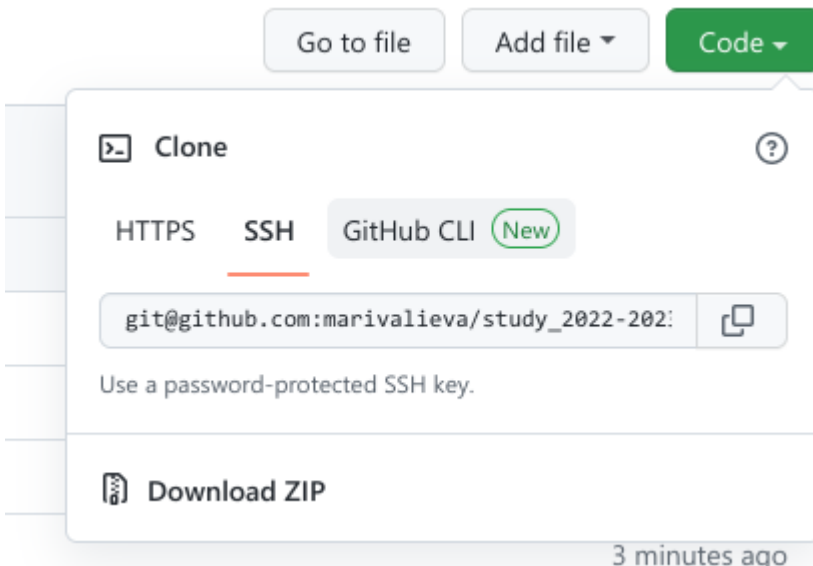 Go to file Add file Code
Clone
HTTPS SSH GitHub CLI New
git@github.com:marivalieva/study_2022-202
Use a password-protected SSH key.
Download ZIP
3 minutes ago